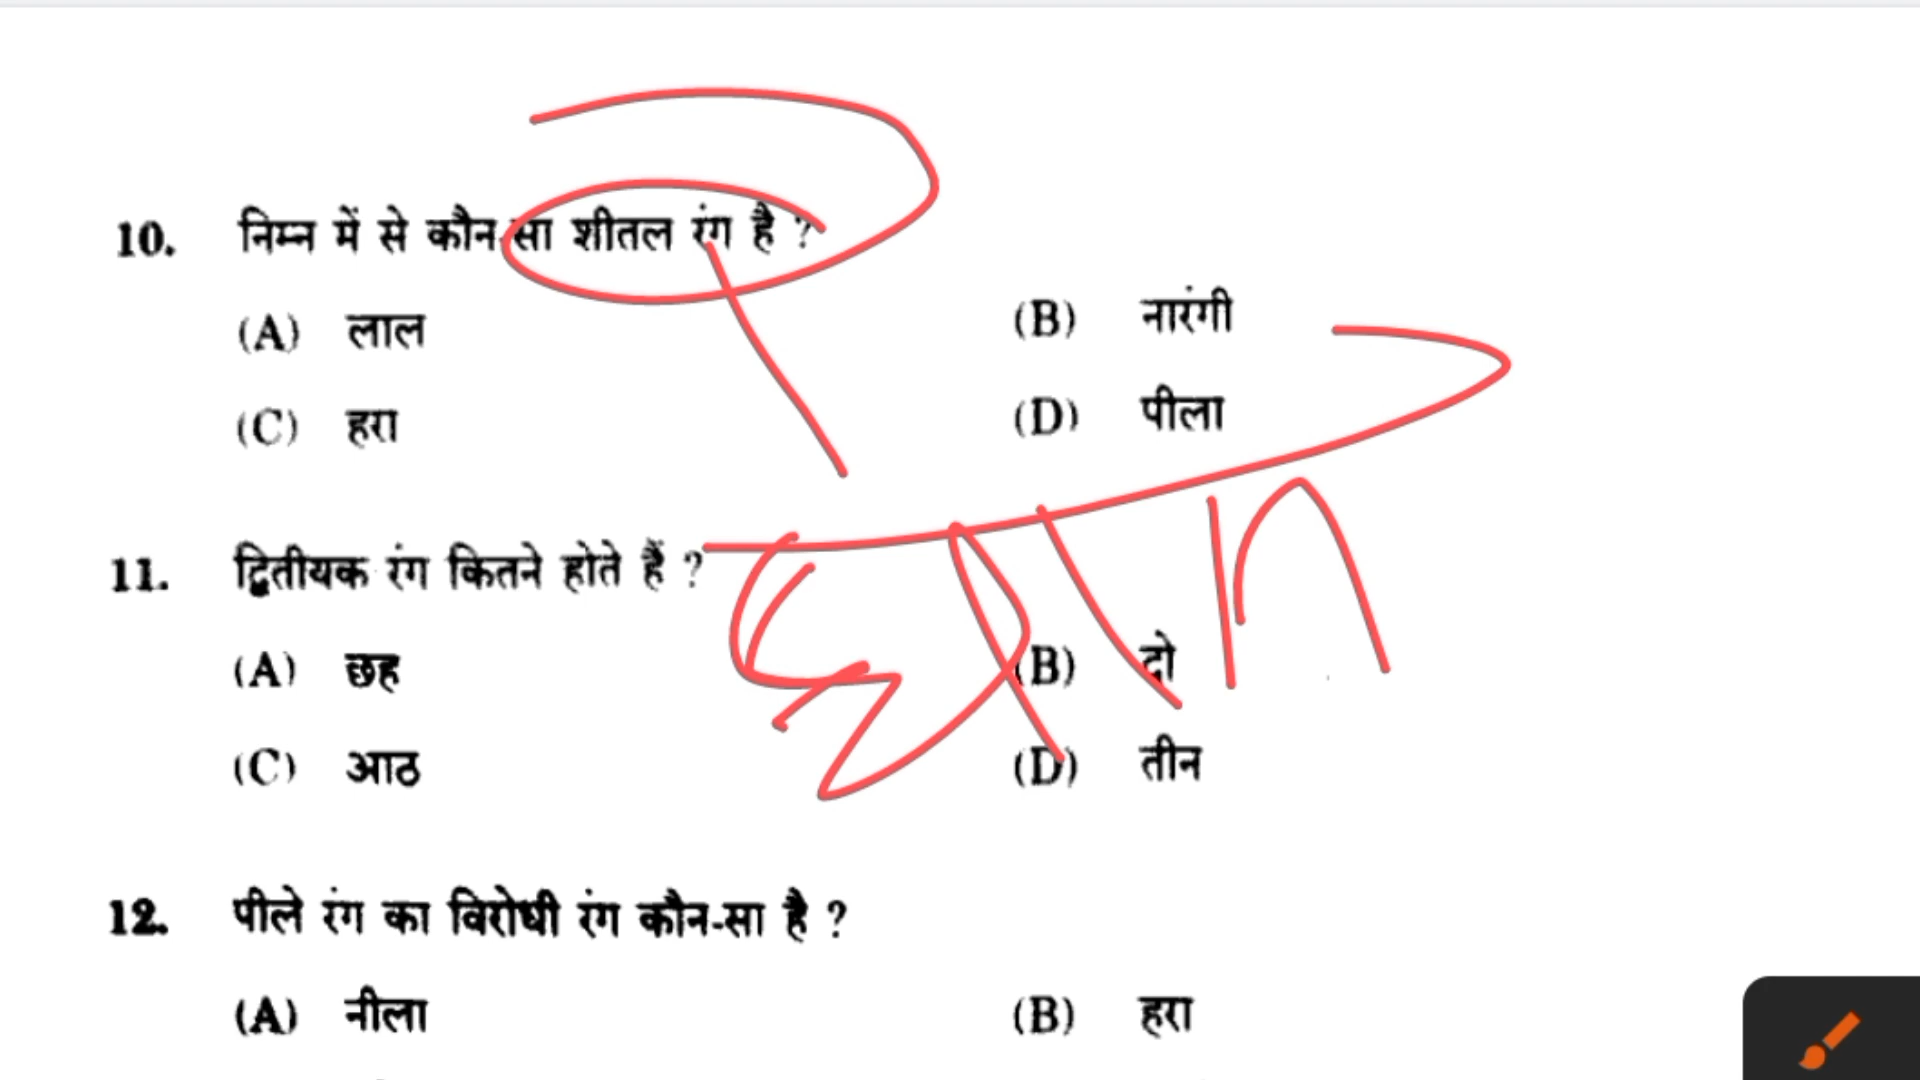 10. निम्न में से कौन-सा शीतल रंग है ?
(A) लाल
(B) नारंगी
(C) हरा
(D) पीला
11. द्वितीयक रंग कितने होते हैं ?
(A) छह
(B) दो
(C) आठ
(D) तीन
12. पीले रंग का विरोधी रंग कौन-सा है ?
(A) नीला
(B) हरा